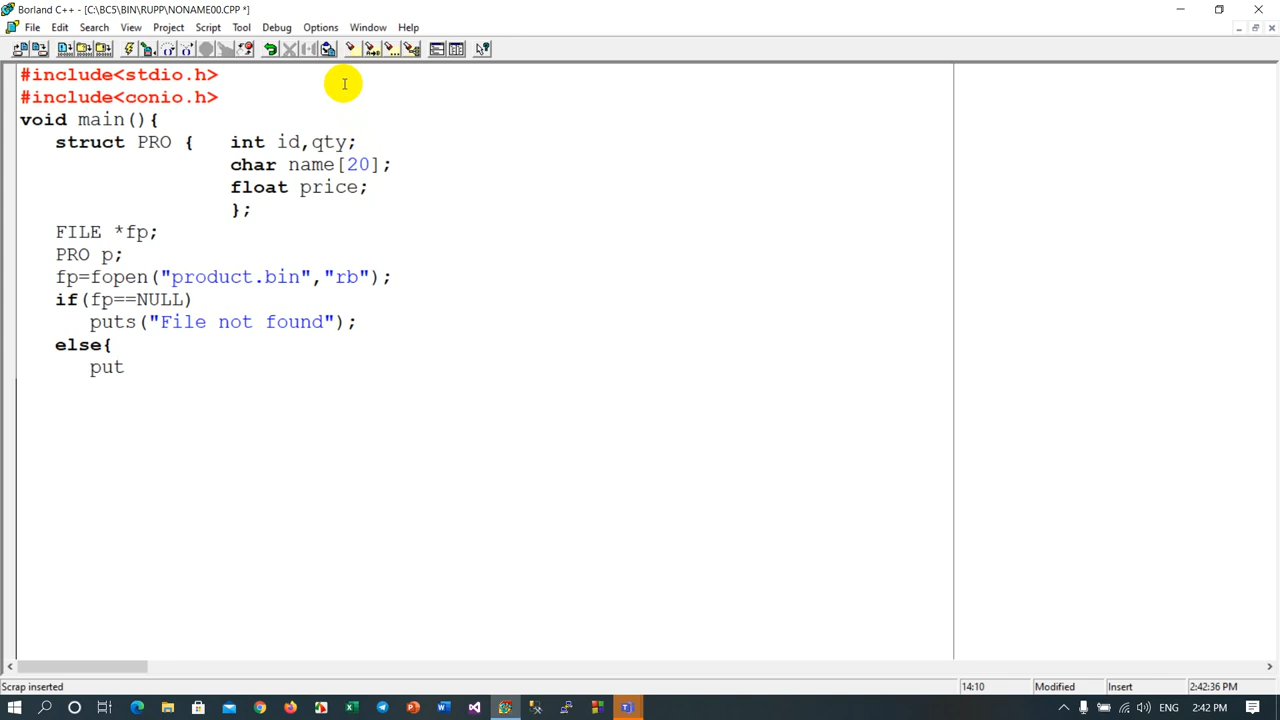 Borland C++ - [C:\BC5\BIN\RUPP\NONAME00.CPP *]
File Edit Search View Project Script Tool Debug Options Window Help
#include<stdio.h>
#include<conio.h>
void main(){
struct PRO { int id,qty;
char name[20];
float price;
};
FILE *fp;
PRO p;
fp=fopen("product.bin","rb");
if(fp==NULL)
puts("File not found");
else{
put
Scrap inserted 14:10 Modified Insert 2:42:36 PM
ENG 2:42 PM